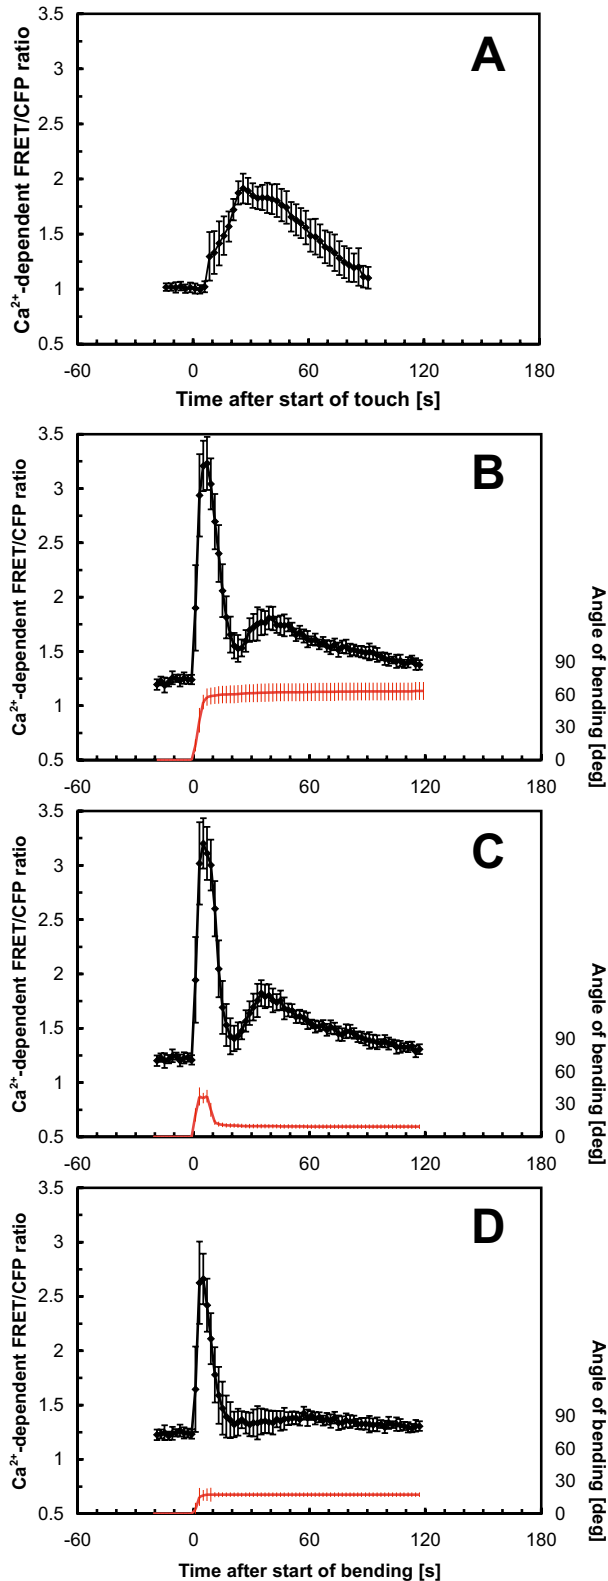 A
Ca²⁺-dependent FRET/CFP ratio
3.5
3
2.5
2
1.5
1
0.5
-60 0 60 120 180
Time after start of touch [s]
B
Ca²⁺-dependent FRET/CFP ratio
3.5
3
2.5
2
1.5
1
0.5
90
60
30
0
Angle of bending [deg]
-60 0 60 120 180
C
Ca²⁺-dependent FRET/CFP ratio
3.5
3
2.5
2
1.5
1
0.5
90
60
30
0
Angle of bending [deg]
-60 0 60 120 180
D
Ca²⁺-dependent FRET/CFP ratio
3.5
3
2.5
2
1.5
1
0.5
90
60
30
0
Angle of bending [deg]
-60 0 60 120 180
Time after start of bending [s]